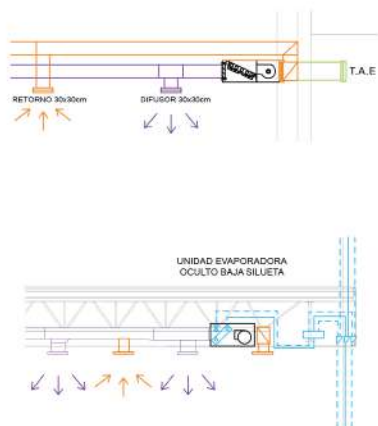 T.A.E
RETORNO 30x30cm
DIFUSOR 30x30cm
UNIDAD EVAPORADORA
OCULTO BAJA SILUETA